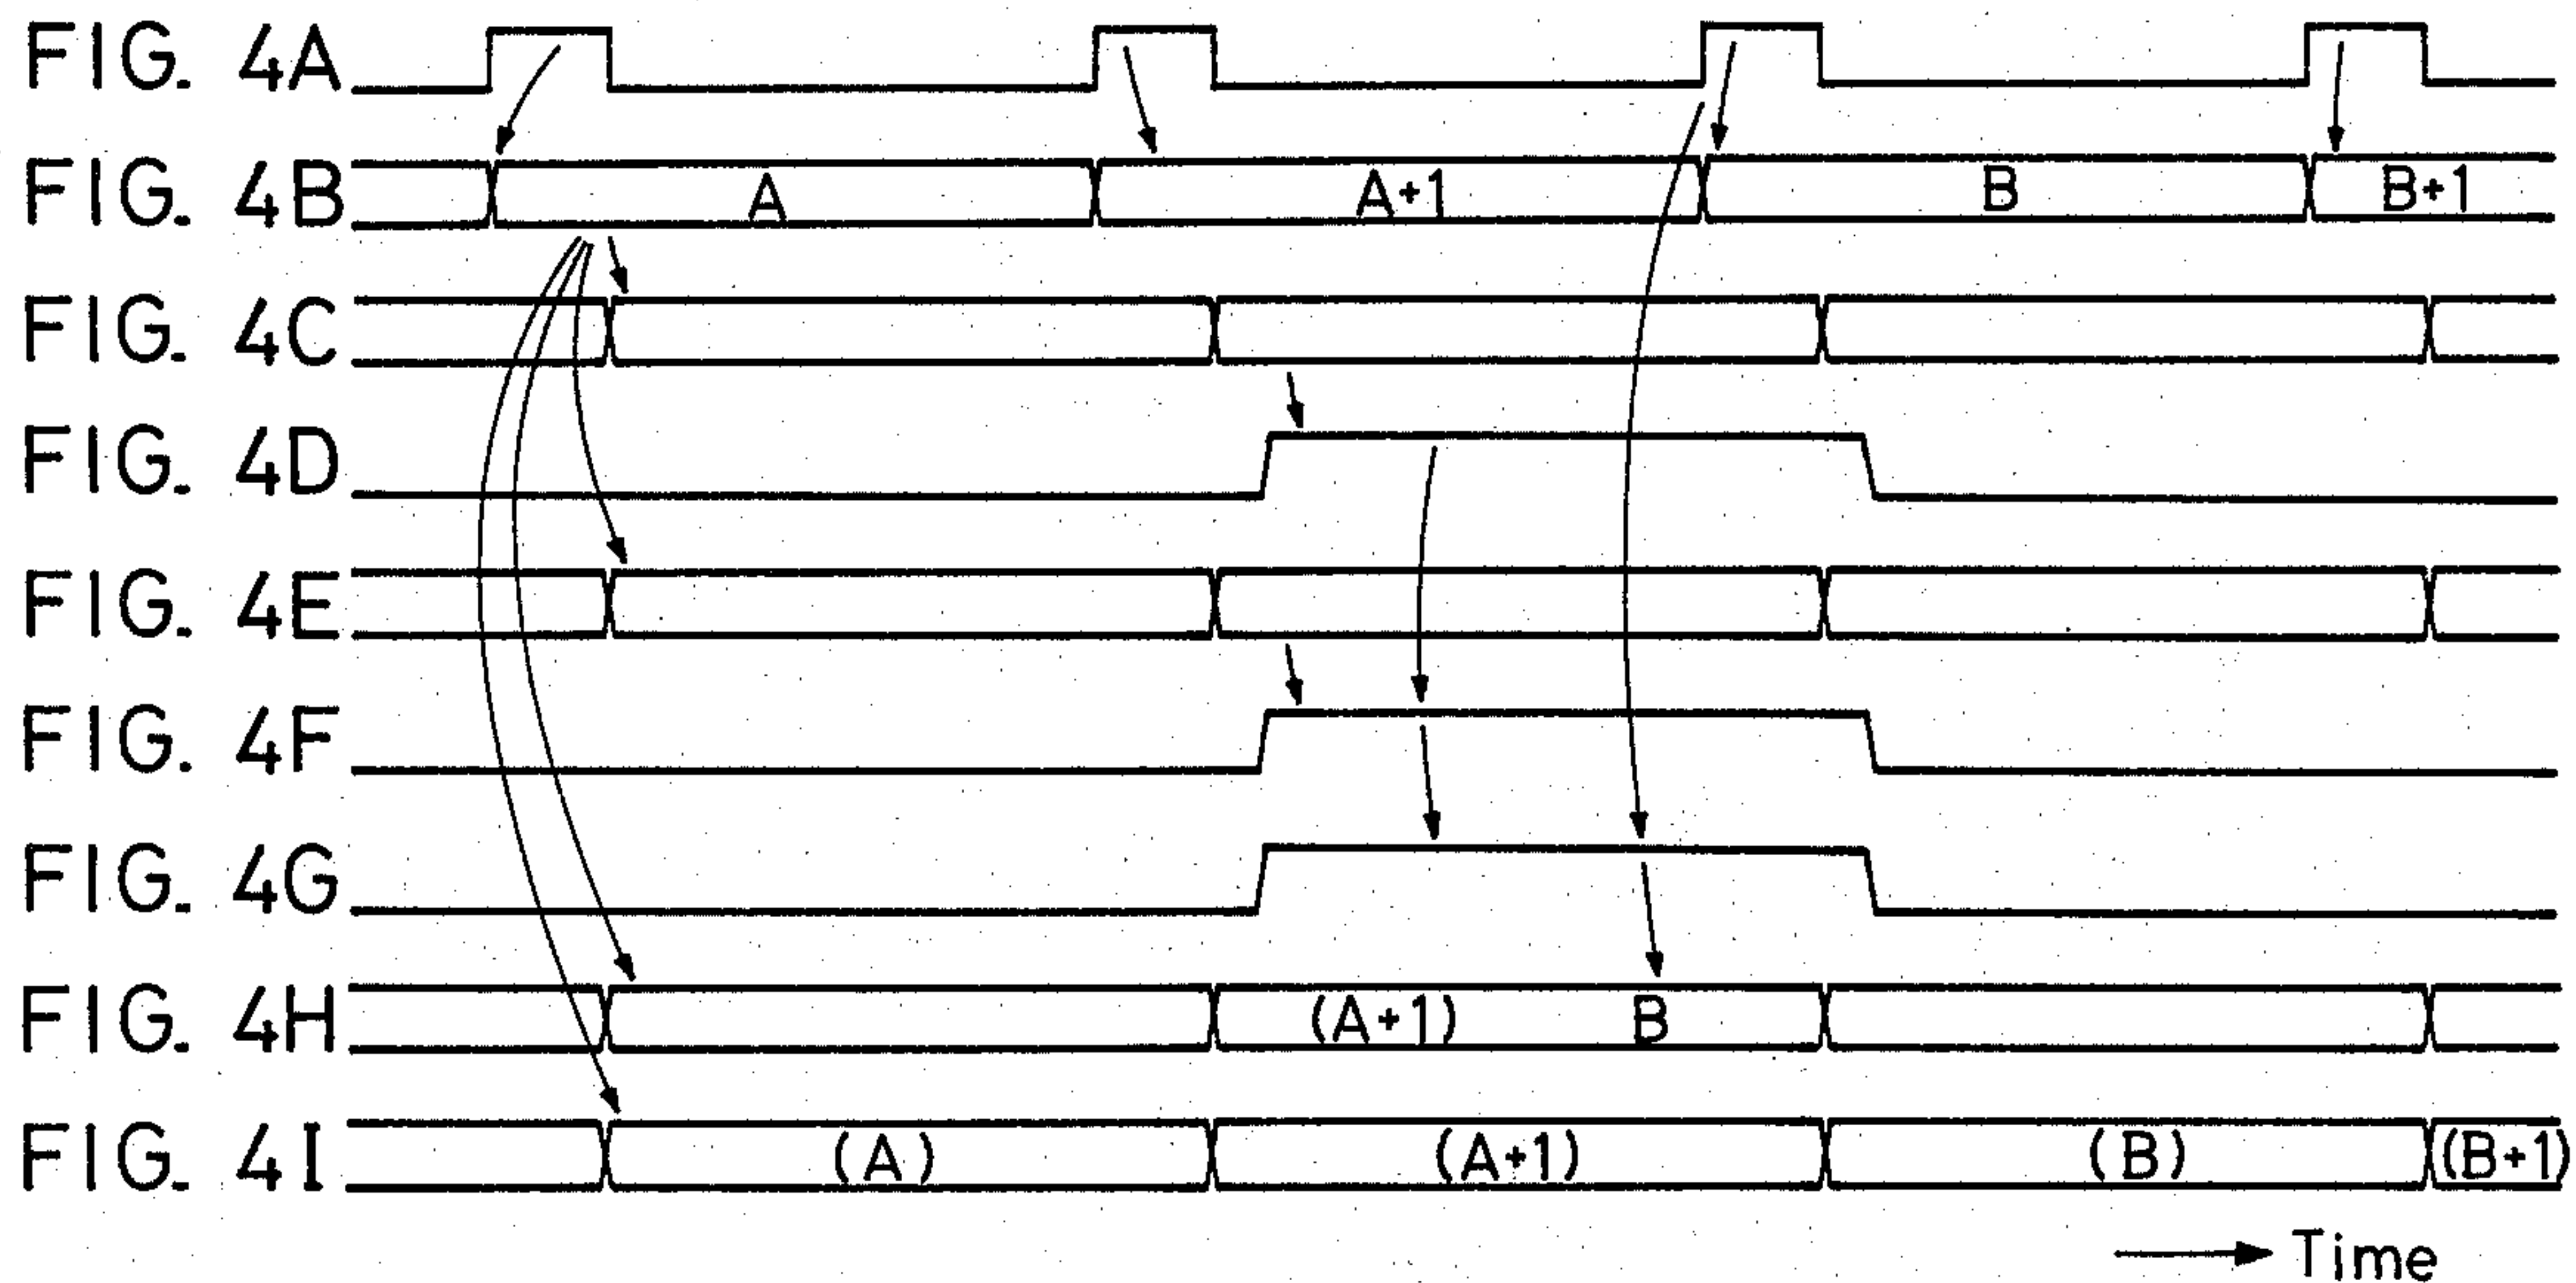 FIG. 4A
FIG. 4B A A+1 B B+1
FIG. 4C
FIG. 4D
FIG. 4E
FIG. 4F
FIG. 4G
FIG. 4H (A+1) B
FIG. 4I (A) (A+1) (B) (B+1)
Time